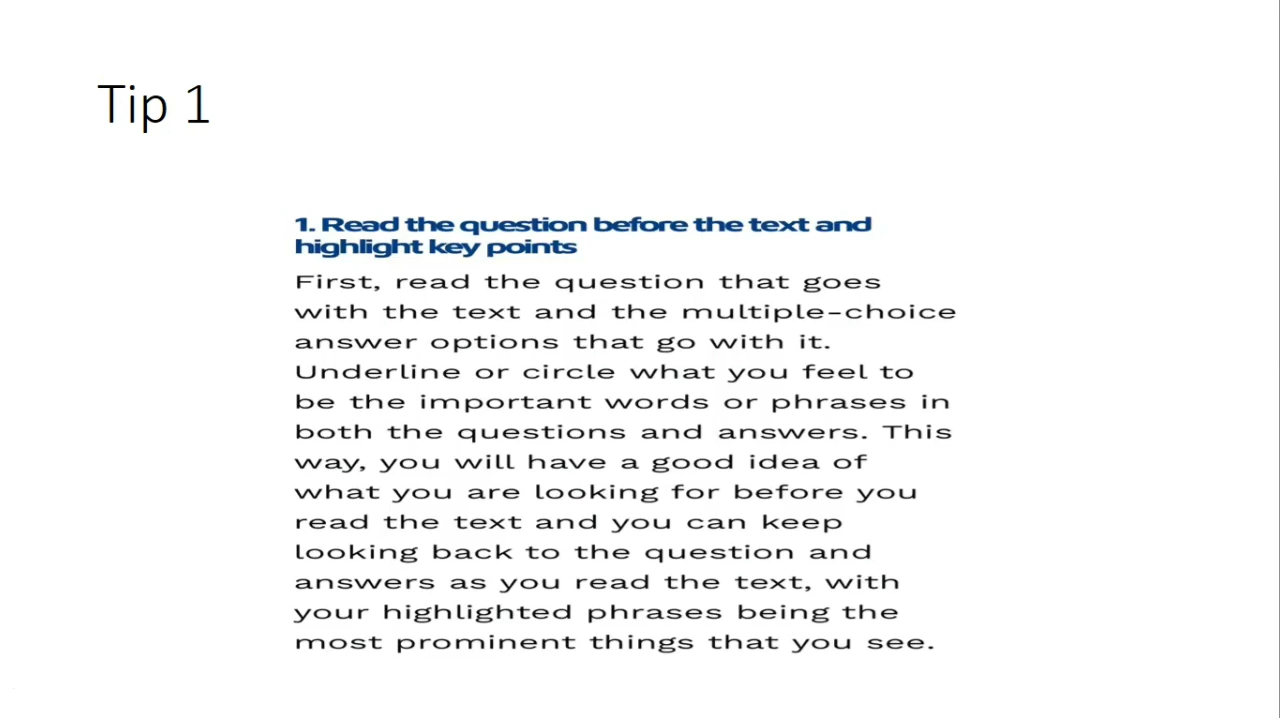 Tip 1
1. Read the question before the text and
highlight key points
First, read the question that goes
with the text and the multiple-choice
answer options that go with it.
Underline or circle what you feel to
be the important words or phrases in
both the questions and answers. This
way, you will have a good idea of
what you are looking for before you
read the text and you can keep
looking back to the question and
answers as you read the text, with
your highlighted phrases being the
most prominent things that you see.